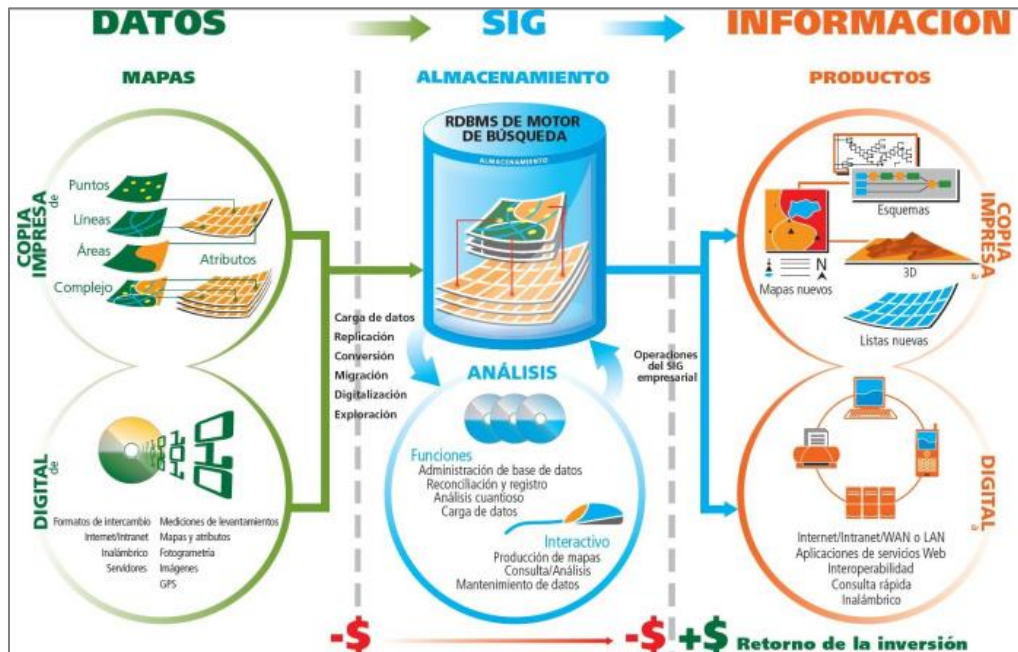 DATOS
SIG
INFORMACION
MAPAS
COPIA
IMPRESA
de
Puntos
Líneas
Áreas
Atributos
Complejo
DIGITAL
de
Formatos de intercambio
Internet/Intranet
Inalámbrico
Servidores
Mediciones de levantamientos
Mapas y atributos
Fotogrametría
Imágenes
GPS
Carga de datos
Replicación
Conversión
Migración
Digitalización
Exploración
ALMACENAMIENTO
RDBMS DE MOTOR
DE BÚSQUEDA
ALMACENAMIENTO
ANÁLISIS
Funciones
Administración de base de datos
Reconciliación y registro
Análisis cuantioso
Carga de datos
Interactivo
Producción de mapas
Consulta/Análisis
Mantenimiento de datos
Operaciones
del SIG
empresarial
PRODUCTOS
Esquemas
N
Mapas nuevos
3D
Listas nuevas
COPIA
IMPRESA
a
Internet/Intranet/WAN o LAN
Aplicaciones de servicios Web
Interoperabilidad
Consulta rápida
Inalámbrico
DIGITAL
a
-$
-$
+$ Retorno de la inversión